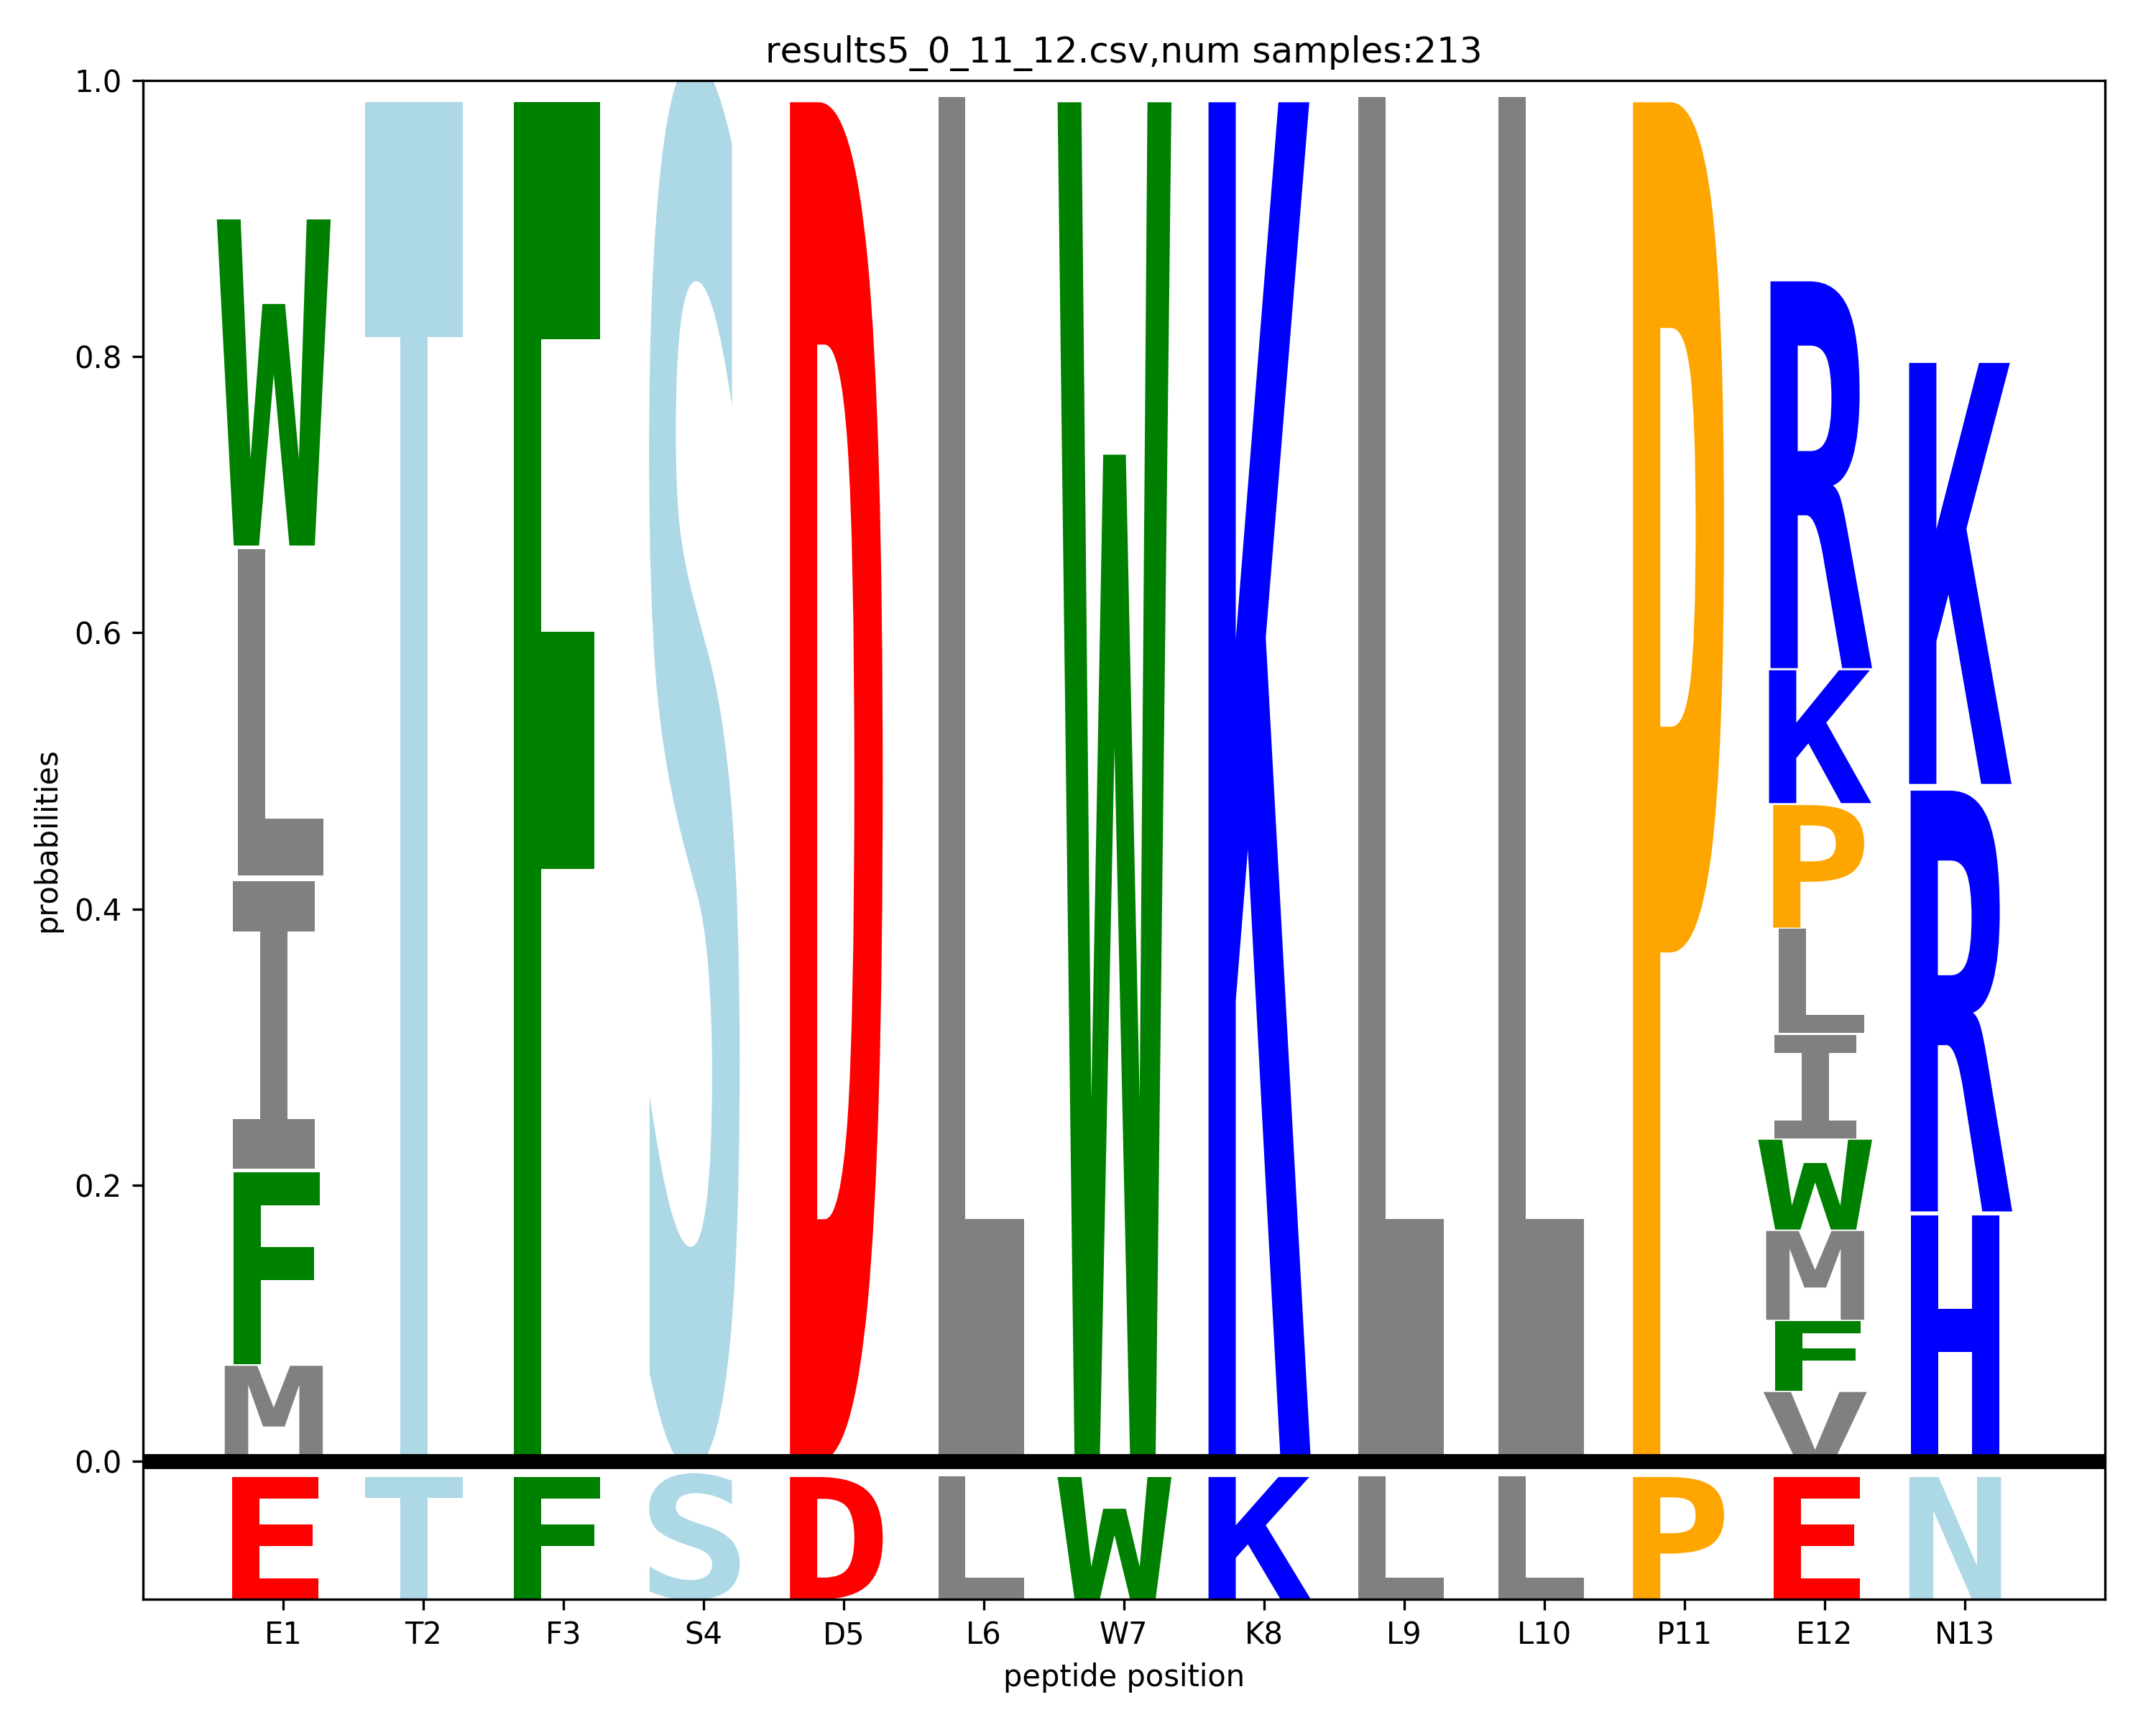 results5_0_11_12.csv,num samples:213
1.0
0.8
0.6
0.4
0.2
0.0
probabilities
W T F S D L W K L L P R K
L K R
I P H
F L
M I
W
M
F
V
E T F S D L W K L L P E N
E1 T2 F3 S4 D5 L6 W7 K8 L9 L10 P11 E12 N13
peptide position